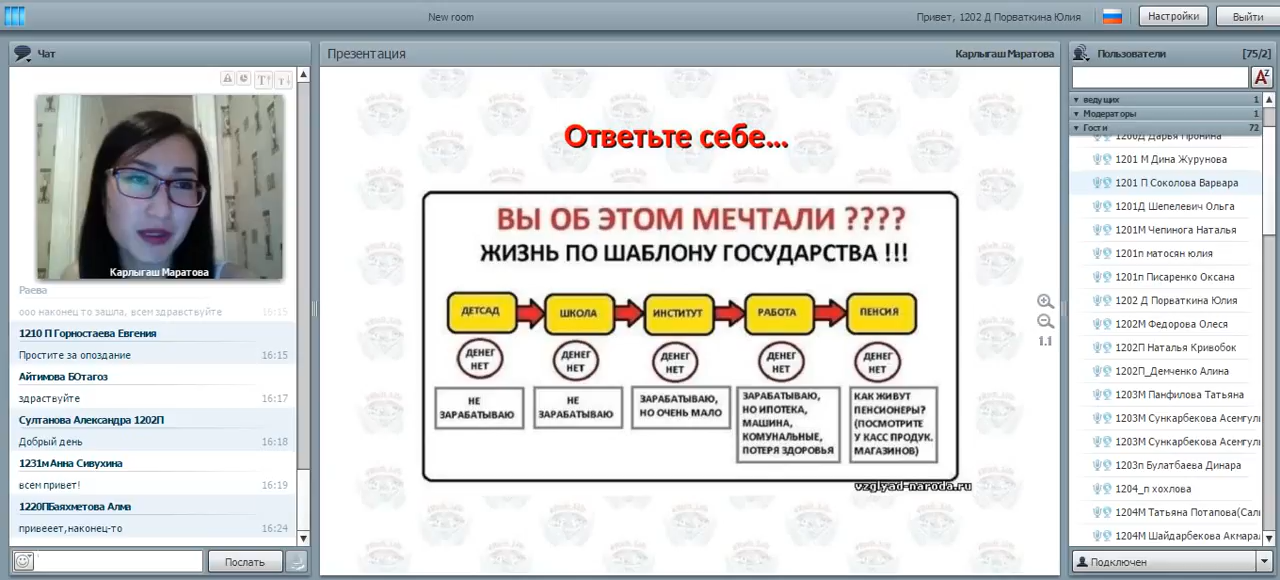 New room
Привет, 1202 Д Порваткина Юлия
Настройки
Выйти
Чат
Карлыгаш Маратова
Раева
ооо наконец то зашла, всем здравствуйте 16:15
1210 П Горностаева Евгения
Простите за опоздание 16:15
Айтимова БОтагоз
здраствуйте 16:17
Султанова Александра 1202П
Добрый день 16:18
1231мАнна Сивухина
всем привет! 16:19
1220ПБаяхметова Алма
привееет,наконец-то 16:24
Послать
Презентация
Карлыгаш Маратова
Ответьте себе...
ВЫ ОБ ЭТОМ МЕЧТАЛИ ????
ЖИЗНЬ ПО ШАБЛОНУ ГОСУДАРСТВА !!!
ДЕТСАД
ШКОЛА
ИНСТИТУТ
РАБОТА
ПЕНСИЯ
ДЕНЕГ
НЕТ
ДЕНЕГ
НЕТ
ДЕНЕГ
НЕТ
ДЕНЕГ
НЕТ
ДЕНЕГ
НЕТ
НЕ
ЗАРАБАТЫВАЮ
НЕ
ЗАРАБАТЫВАЮ
ЗАРАБАТЫВАЮ,
НО ОЧЕНЬ МАЛО
ЗАРАБАТЫВАЮ,
НО ИПОТЕКА,
МАШИНА,
КОМУНАЛЬНЫЕ,
ПОТЕРЯ ЗДОРОВЬЯ
КАК ЖИВУТ
ПЕНСИОНЕРЫ?
(ПОСМОТРИТЕ
У КАСС ПРОДУК.
МАГАЗИНОВ)
vzglyad-naroda.ru
1.1
Пользователи [75/2]
ведущих 1
Модераторы 1
Гости 72
1200Д Дарья Пронина
1201 М Дина Журунова
1201 П Соколова Варвара
1201Д Шепелевич Ольга
1201М Чепинога Наталья
1201п матосян юлия
1201п Писаренко Оксана
1202 Д Порваткина Юлия
1202М Федорова Олеся
1202П Наталья Кривобок
1202П_Демченко Алина
1203М Панфилова Татьяна
1203М Сункарбекова Асемгуль
1203М Сункарбекова Асемгуль
1203п Булатбаева Динара
1204_п хохлова
1204М Татьяна Потапова(Сал
1204М Шайдарбекова Акмарал
Подключен